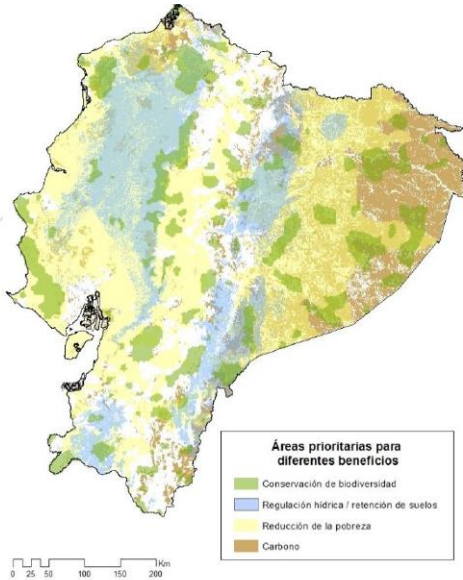 Áreas prioritarias para
diferentes beneficios
Conservación de biodiversidad
Regulación hídrica / retención de suelos
Reducción de la pobreza
Carbono
Km
0 25 50 100 150 200